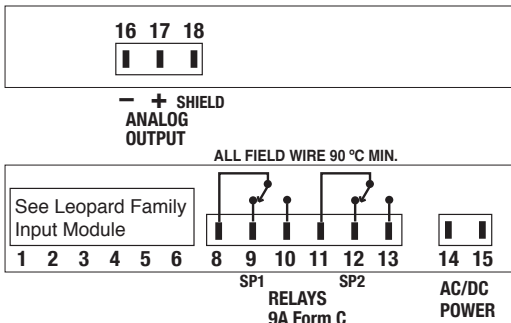 16 17 18
– + SHIELD
ANALOG
OUTPUT
ALL FIELD WIRE 90 ºC MIN.
See Leopard Family
Input Module
1 2 3 4 5 6 8 9 10 11 12 13 14 15
SP1 SP2
RELAYS
9A Form C
AC/DC
POWER